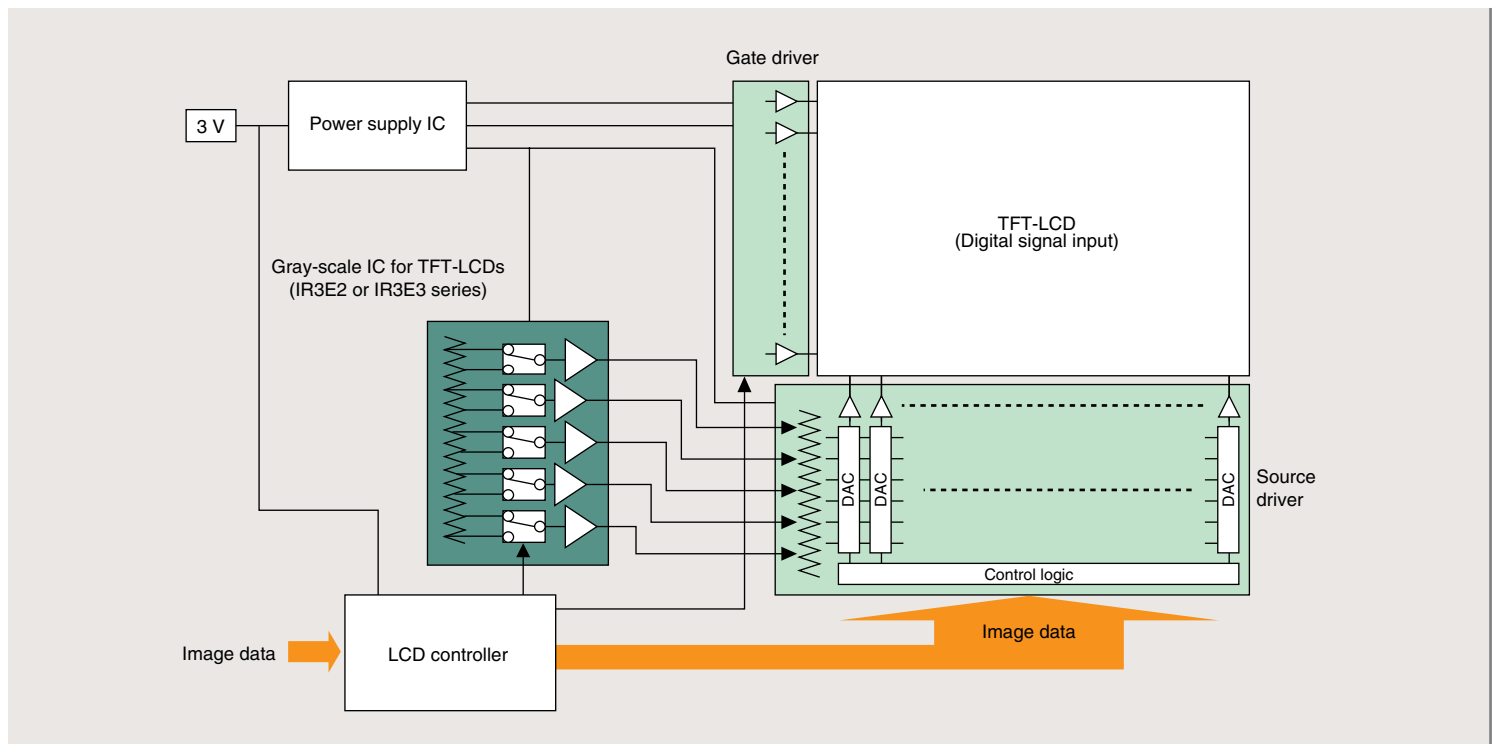 Gate driver
3 V
Power supply IC
TFT-LCD
(Digital signal input)
Gray-scale IC for TFT-LCDs
(IR3E2 or IR3E3 series)
DAC
DAC
DAC
Source
driver
Control logic
Image data
Image data
LCD controller